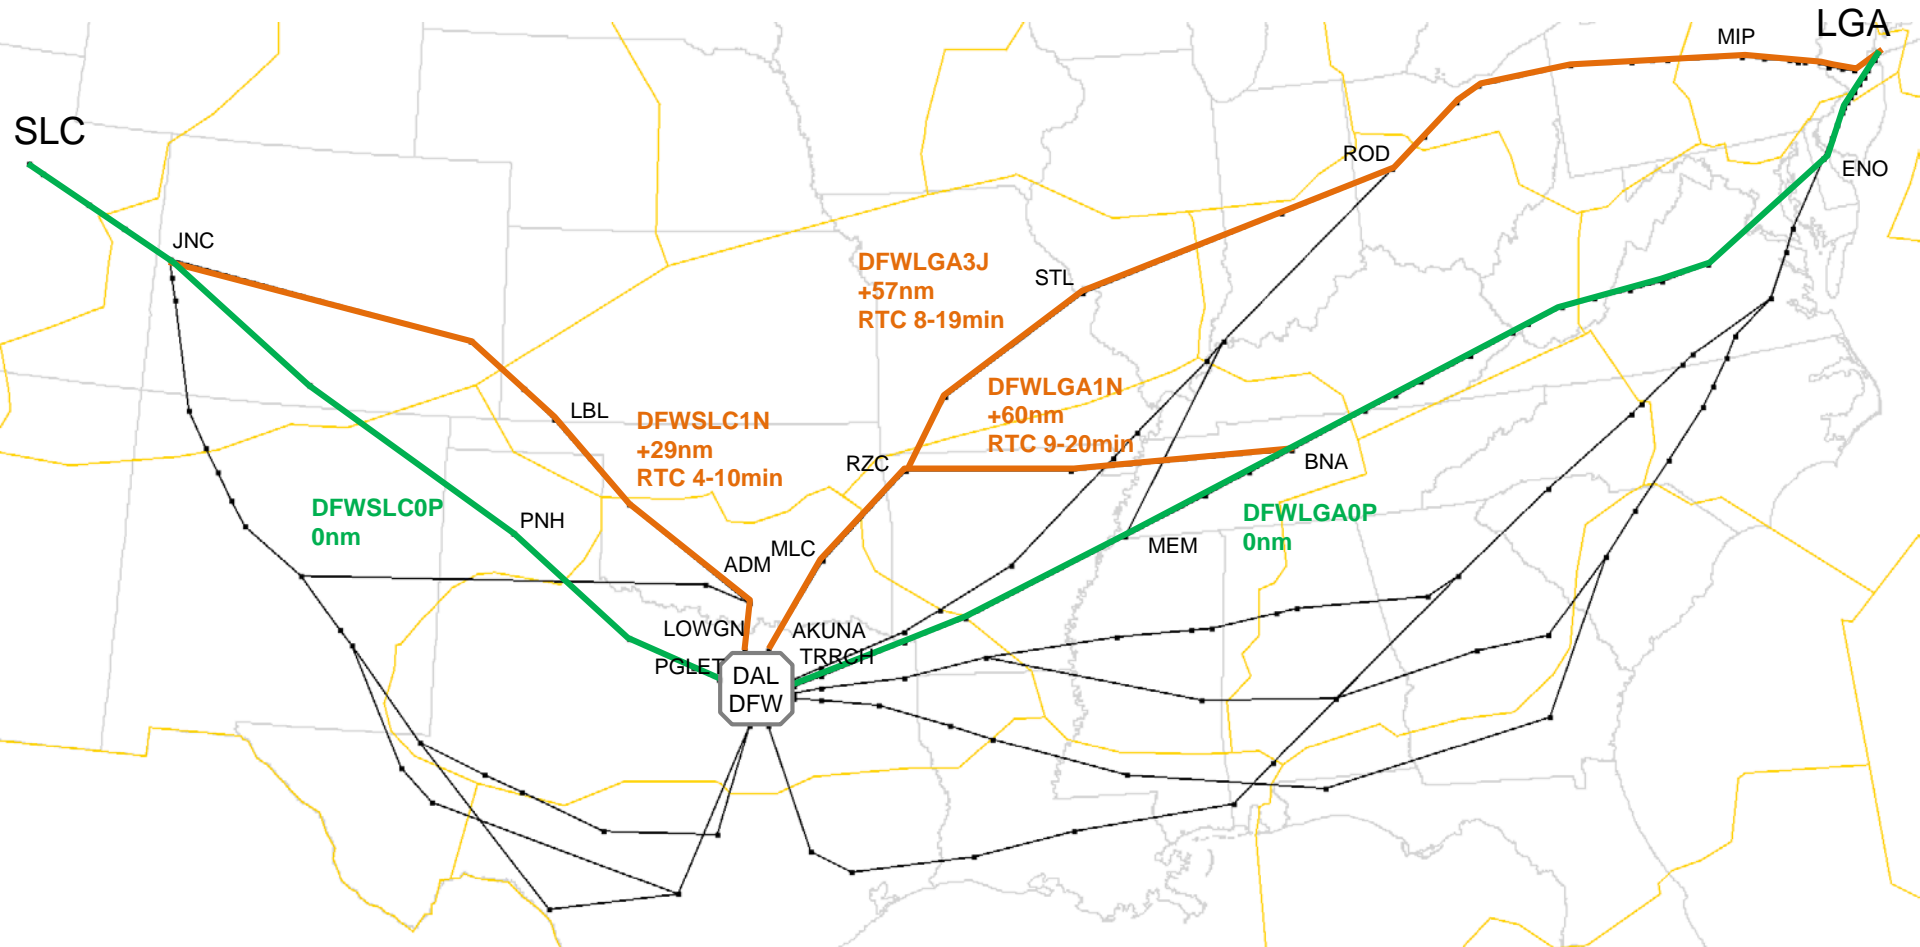 LGA
MIP
SLC
ROD
ENO
JNC
DFWLGA3J
+57nm
RTC 8-19min
STL
DFWLGA1N
+60nm
RTC 9-20min
LBL
DFWSLC1N
+29nm
RTC 4-10min
RZC
BNA
DFWSLC0P
0nm
PNH
DFWLGA0P
0nm
MEM
MLC
ADM
LOWGN
AKUNA
TRRCH
PGLET
DAL
DFW